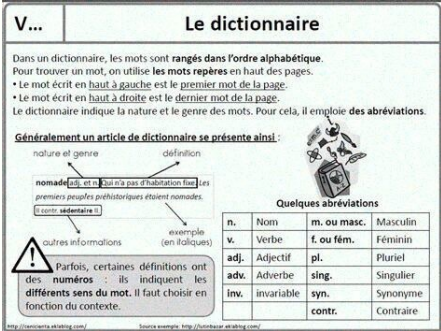 V...
Le dictionnaire
Dans un dictionnaire, les mots sont rangés dans l'ordre alphabétique.
Pour trouver un mot, on utilise les mots repères en haut des pages.
• Le mot écrit en haut à gauche est le premier mot de la page.
• Le mot écrit en haut à droite est le dernier mot de la page.
Le dictionnaire indique la nature et le genre des mots. Pour cela, il emploie des abréviations.
Généralement un article de dictionnaire se présente ainsi :
nature et genre
définition
nomade adj. et n. Qui n'a pas d'habitation fixe. Les
premiers peuples préhistoriques étaient nomades.
II contr. sédentaire II.
autres informations
exemple
(en italiques)
Parfois, certaines définitions ont
des numéros : ils indiquent les
différents sens du mot. Il faut choisir en
fonction du contexte.
Quelques abréviations
n. Nom m. ou masc. Masculin
v. Verbe f. ou fém. Féminin
adj. Adjectif pl. Pluriel
adv. Adverbe sing. Singulier
inv. invariable syn. Synonyme
contr. Contraire
http://cenicienta.eklablog.com/
Source exemple: http://lutinbazar.eklablog.com/